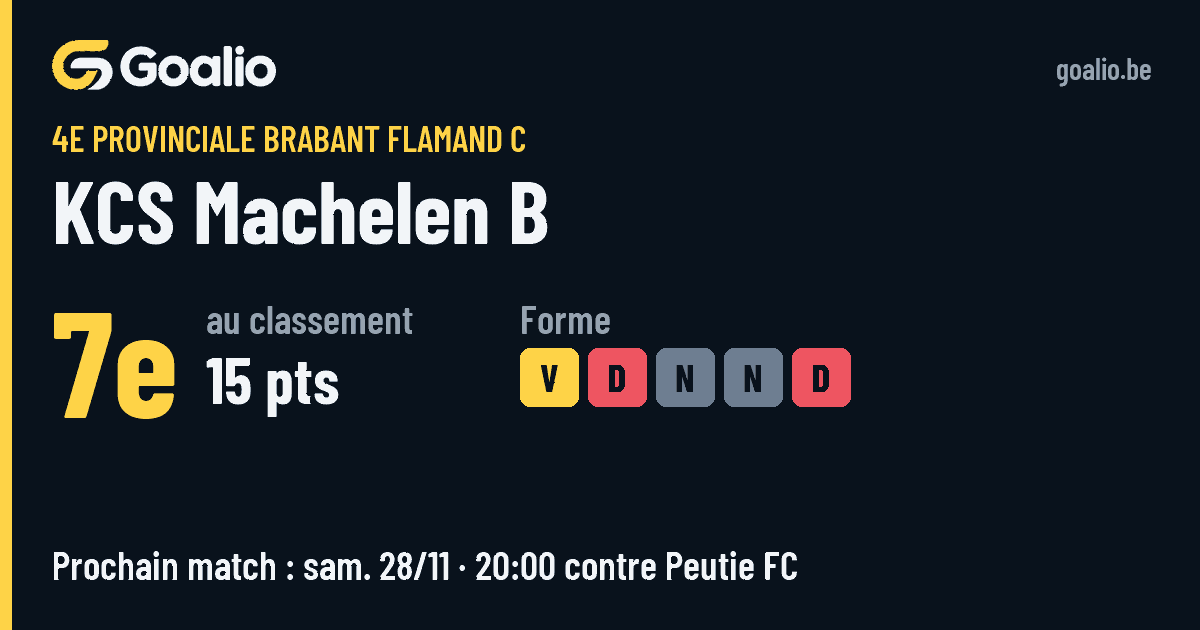 Goalio
goalio.be
4E PROVINCIALE BRABANT FLAMAND C
KCS Machelen B
7e
au classement
15 pts
Forme
V D N N D
Prochain match : sam. 28/11 · 20:00 contre Peutie FC